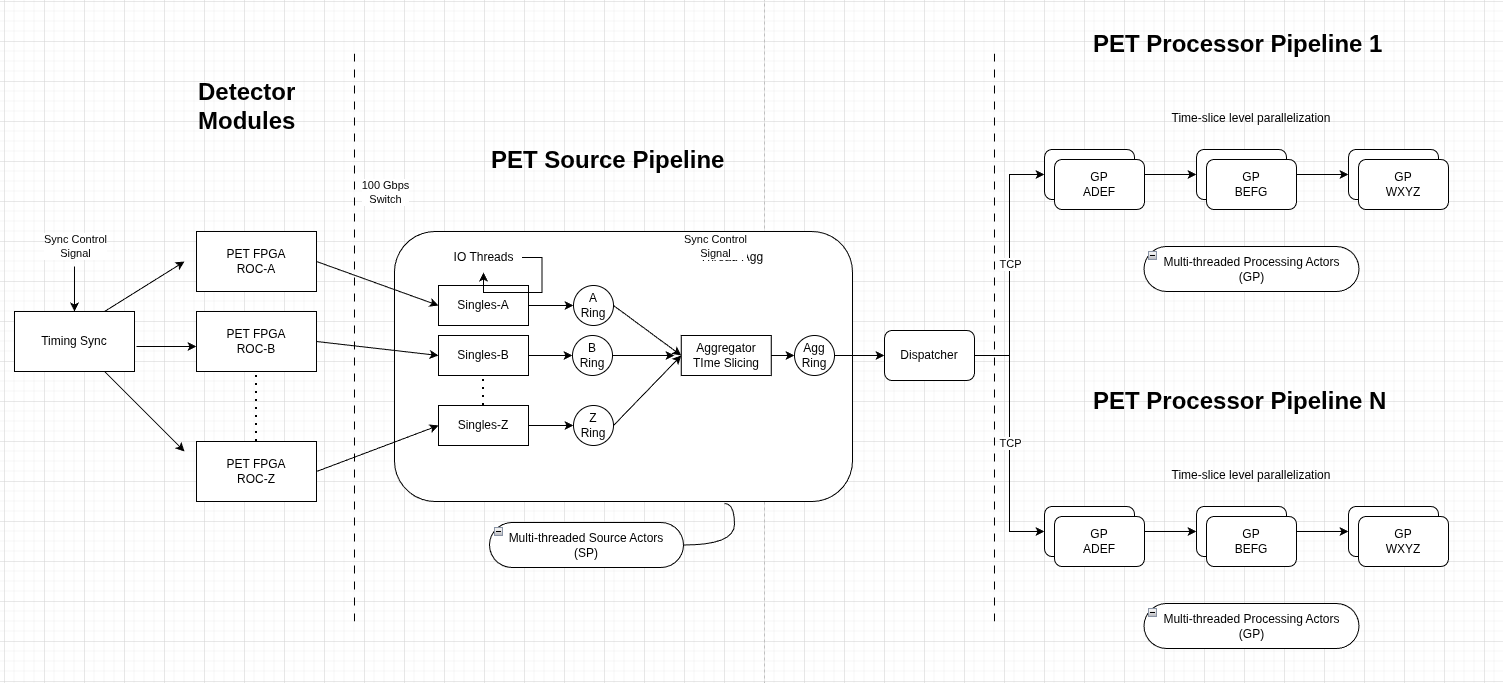 PET Processor Pipeline 1
Detector
Modules
Time-slice level parallelization
PET Source Pipeline
100 Gbps
Switch
GP
ADEF
GP
BEFG
GP
WXYZ
Sync Control
Signal
PET FPGA
ROC-A
IO Threads
Sync Control
Signal
Agg
TCP
Multi-threaded Processing Actors
(GP)
Singles-A
A
Ring
Timing Sync
PET FPGA
ROC-B
Singles-B
B
Ring
Aggregator
TIme Slicing
Agg
Ring
Dispatcher
PET Processor Pipeline N
Singles-Z
Z
Ring
TCP
PET FPGA
ROC-Z
Time-slice level parallelization
Multi-threaded Source Actors
(SP)
GP
ADEF
GP
BEFG
GP
WXYZ
Multi-threaded Processing Actors
(GP)